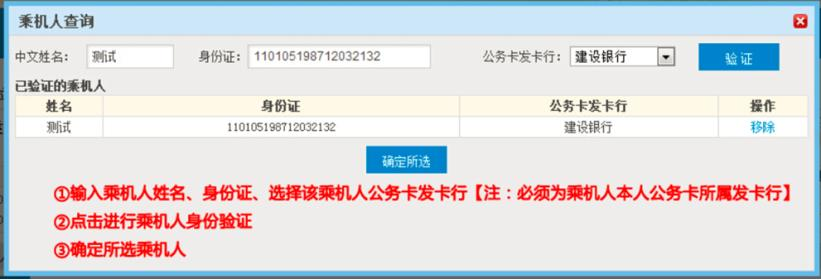 乘机人查询
中文姓名： 测试 身份证： 110105198712032132 公务卡发卡行： 建设银行 验证
已验证的乘机人
姓名 身份证 公务卡发卡行 操作
测试 110105198712032132 建设银行 移除
确定所选
①输入乘机人姓名、身份证、选择该乘机人公务卡发卡行【注：必须为乘机人本人公务卡所属发卡行】
②点击进行乘机人身份验证
③确定所选乘机人